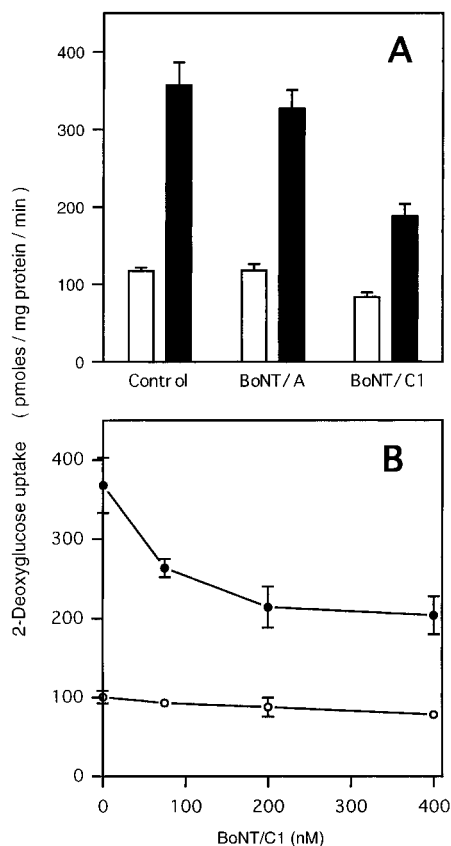 A
400
300
200
100
0
Control BoNT/A BoNT/C1
2-Deoxyglucose uptake ( pmoles / mg protein / min )
B
400
300
200
100
0
0 100 200 300 400
BoNT/C1 (nM)